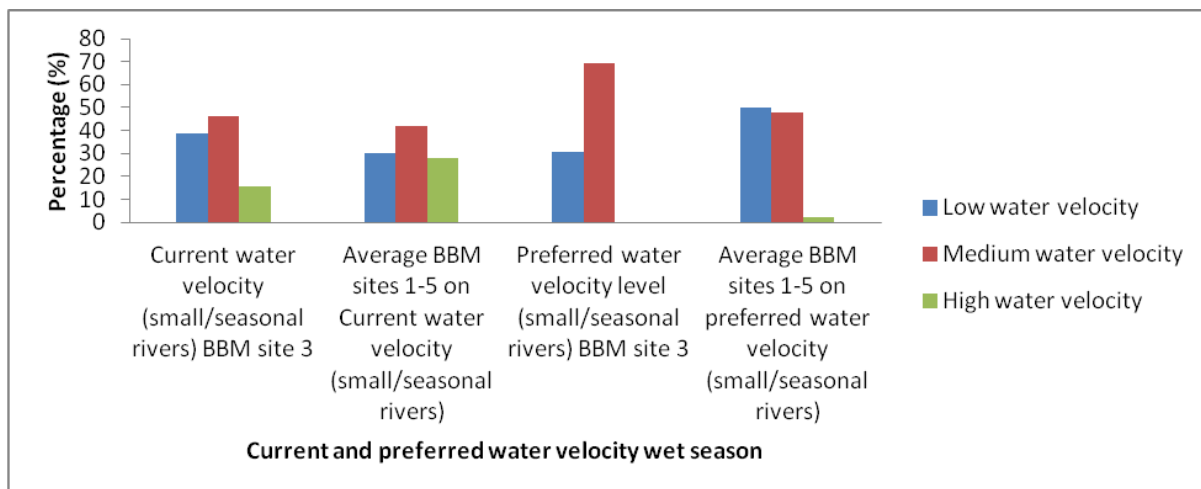 80
70
60
50
40
30
20
10
0
Percentage (%)
Current water
velocity
(small/seasonal
rivers) BBM site 3
Average BBM
sites 1-5 on
Current water
velocity
(small/seasonal
rivers)
Preferred water
velocity level
(small/seasonal
rivers) BBM site 3
Average BBM
sites 1-5 on
preferred water
velocity
(small/seasonal
rivers)
Current and preferred water velocity wet season
Low water velocity
Medium water velocity
High water velocity